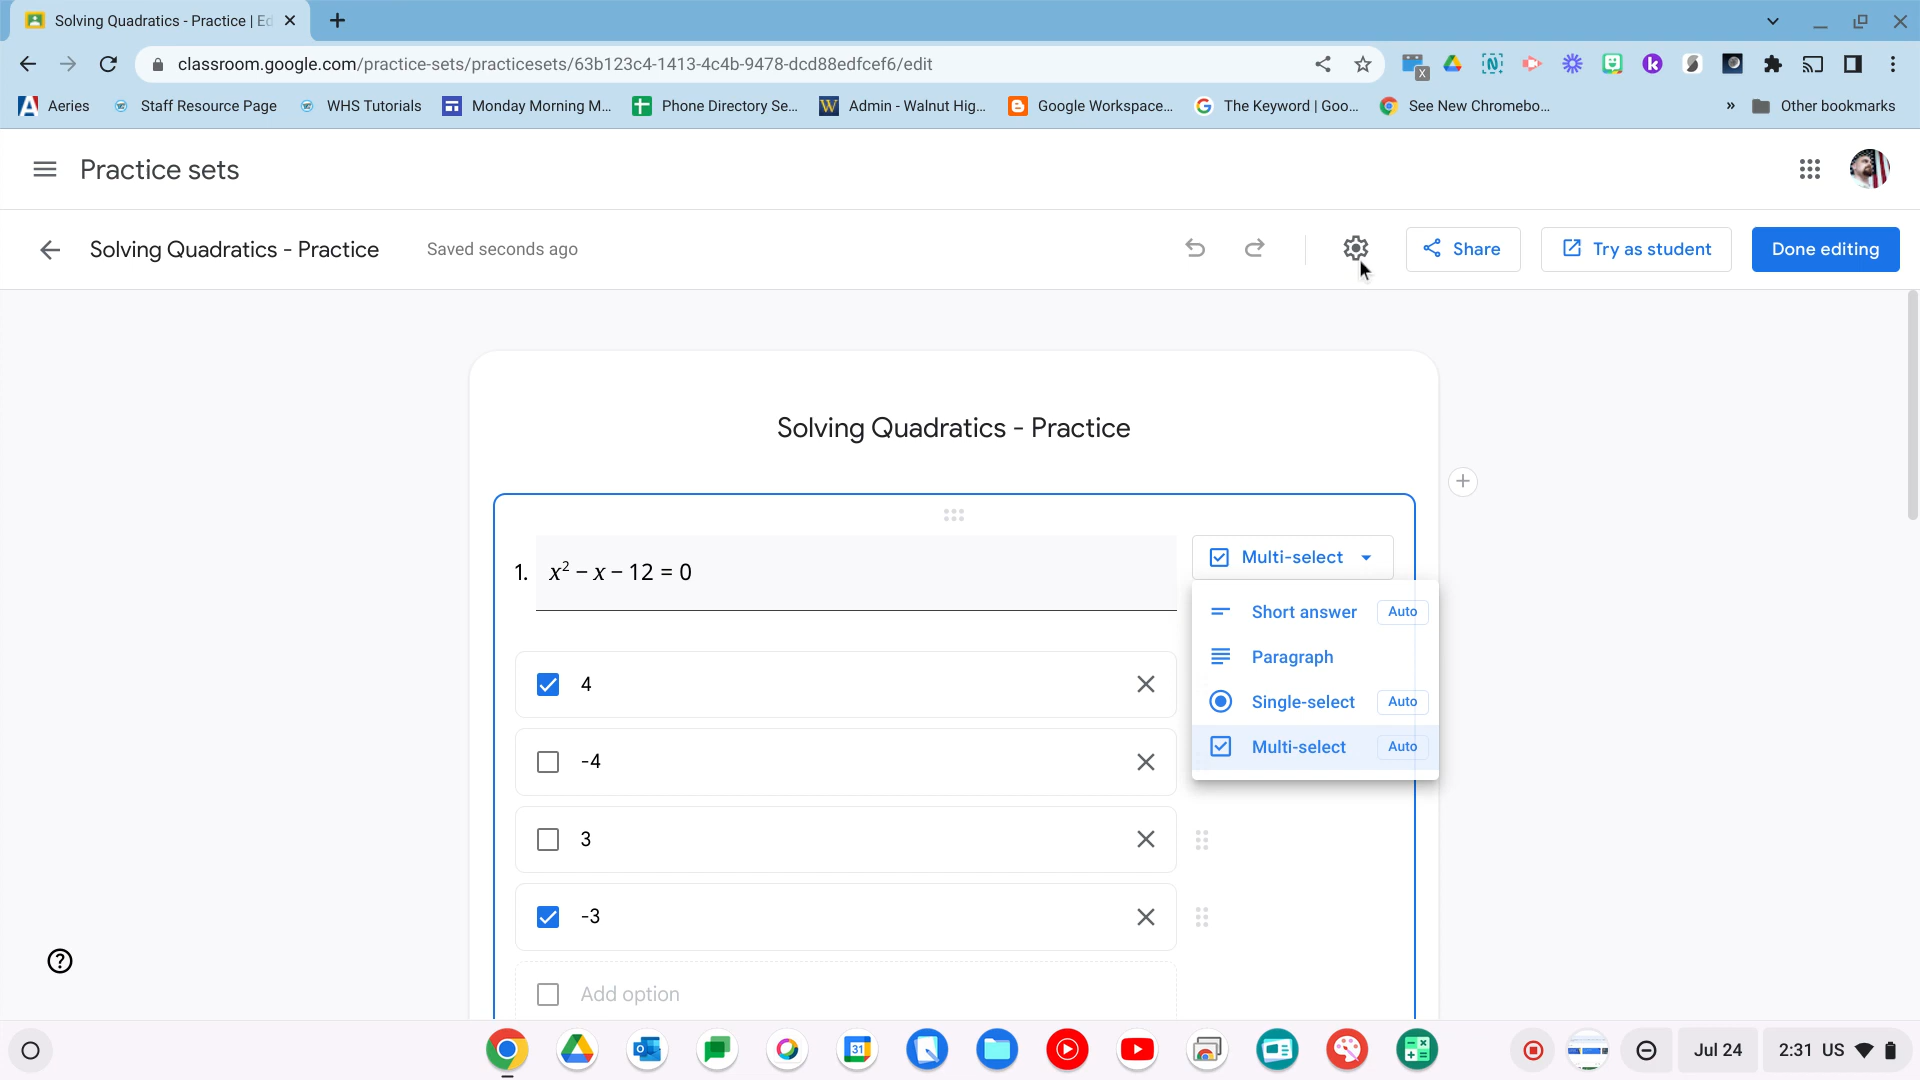 Solving Quadratics - Practice | Ed
classroom.google.com/practice-sets/practicesets/63b123c4-1413-4c4b-9478-dcd88edfcef6/edit
X
Aeries Staff Resource Page WHS Tutorials Monday Morning M... Phone Directory Se... Admin - Walnut Hig... Google Workspace... The Keyword | Goo... See New Chromebo... » Other bookmarks
Practice sets
Solving Quadratics - Practice Saved seconds ago Share Try as student Done editing
Solving Quadratics - Practice
1. x² – x – 12 = 0 Multi-select
Short answer Auto
Paragraph
Single-select Auto
Multi-select Auto
4
-4
3
-3
Add option
31
Jul 24 2:31 US